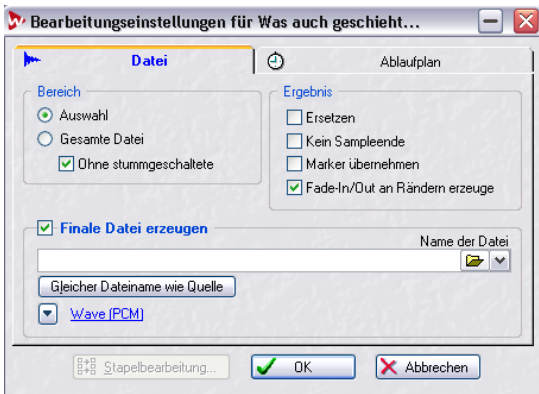 Bearbeitungseinstellungen für Was auch geschieht...
Datei
Ablaufplan
Bereich
Auswahl
Gesamte Datei
Ohne stummgeschaltete
Ergebnis
Ersetzen
Kein Sampleende
Marker übernehmen
Fade-In/Out an Rändern erzeuge
Finale Datei erzeugen
Name der Datei
Gleicher Dateiname wie Quelle
Wave (PCM)
Stapelbearbeitung...
OK
Abbrechen